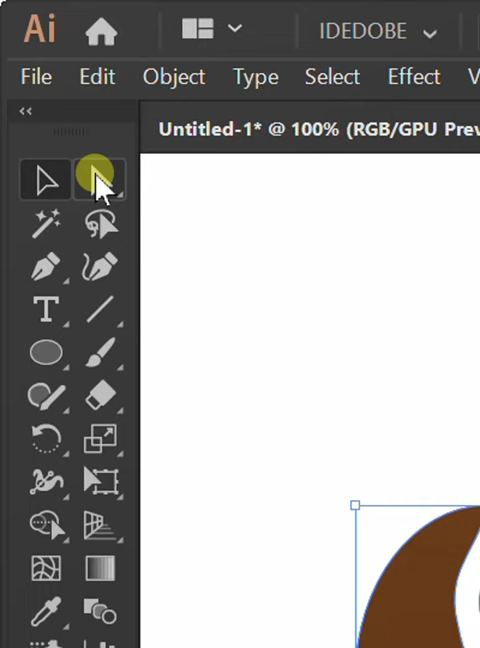 Ai IDEDOBE
File Edit Object Type Select Effect
Untitled-1* @ 100% (RGB/GPU Prev